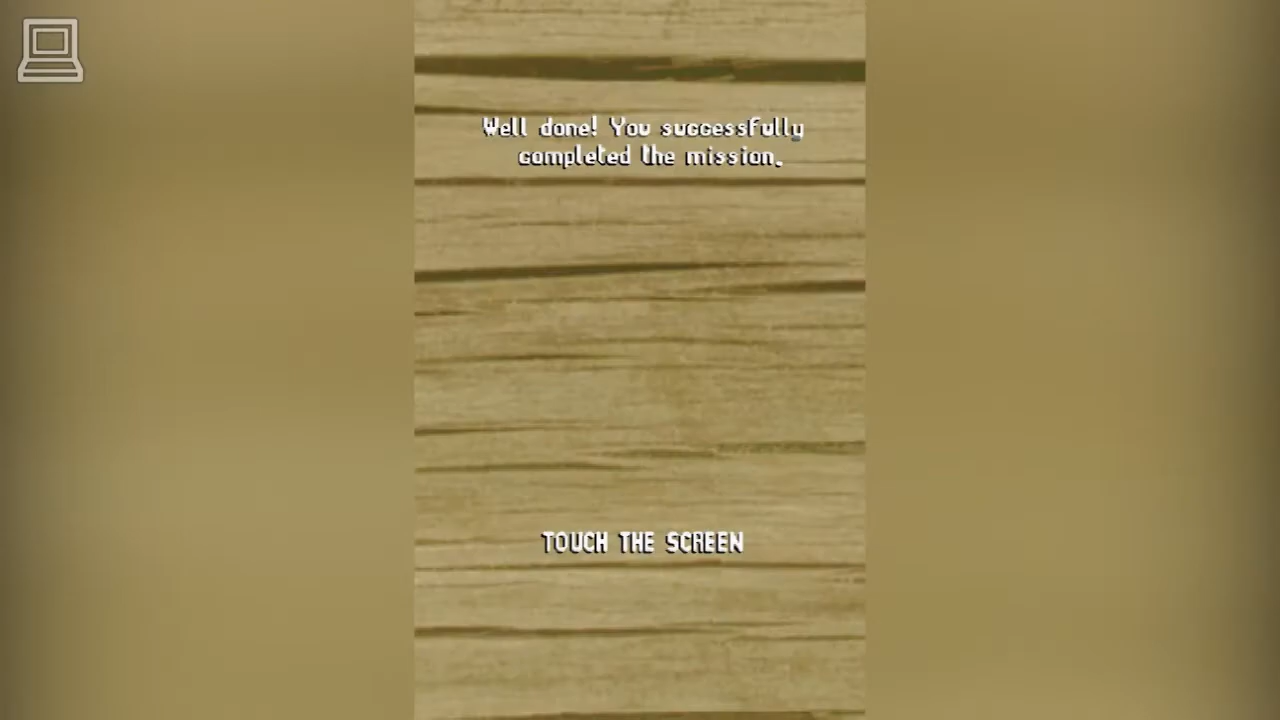 Well done! You successfully
completed the mission.
TOUCH THE SCREEN